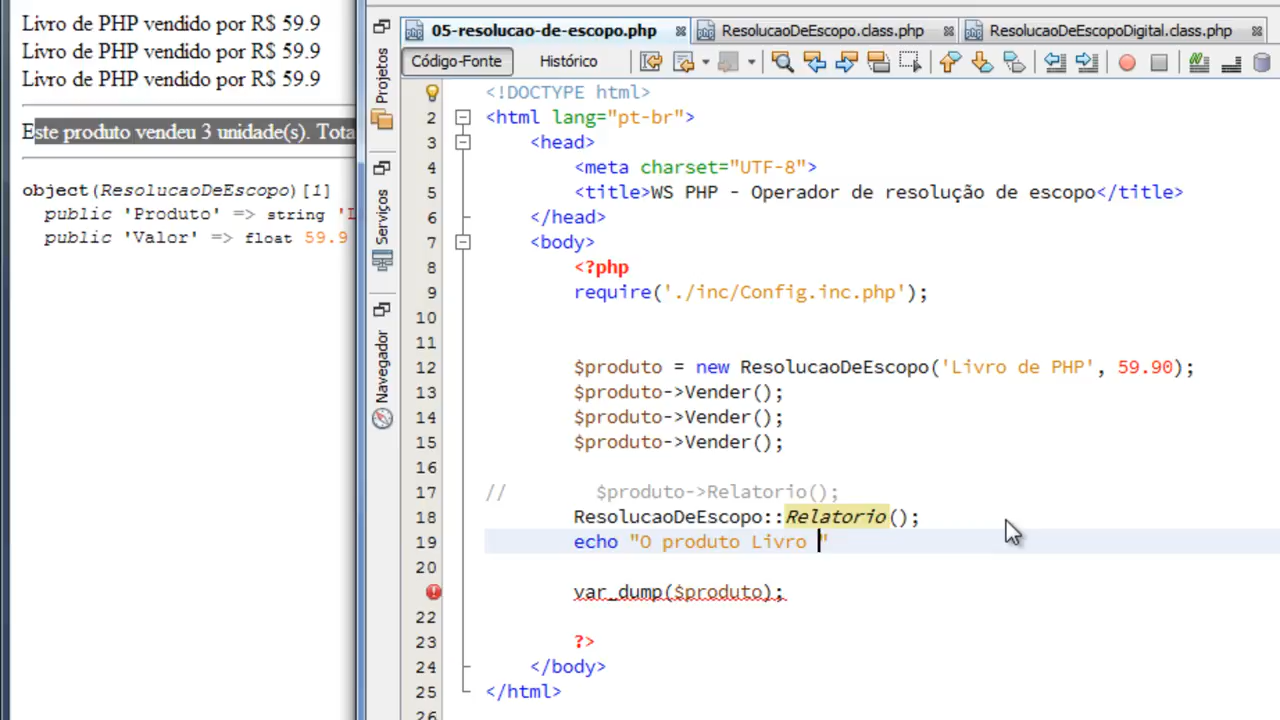 Livro de PHP vendido por R$ 59.9
Livro de PHP vendido por R$ 59.9
Livro de PHP vendido por R$ 59.9
Este produto vendeu 3 unidade(s). Tota
object(ResolucaoDeEscopo)[1]
public 'Produto' => string 'L
public 'Valor' => float 59.9
Projetos
Serviços
Navegador
05-resolucao-de-escopo.php
ResolucaoDeEscopo.class.php
ResolucaoDeEscopoDigital.class.php
Código-Fonte
Histórico
<!DOCTYPE html>
2 <html lang="pt-br">
3 <head>
4 <meta charset="UTF-8">
5 <title>WS PHP - Operador de resolução de escopo</title>
6 </head>
7 <body>
8 <?php
9 require('./inc/Config.inc.php');
10
11
12 $produto = new ResolucaoDeEscopo('Livro de PHP', 59.90);
13 $produto->Vender();
14 $produto->Vender();
15 $produto->Vender();
16
17 // $produto->Relatorio();
18 ResolucaoDeEscopo::Relatorio();
19 echo "O produto Livro "
20
var_dump($produto);
22
23 ?>
24 </body>
25 </html>
26